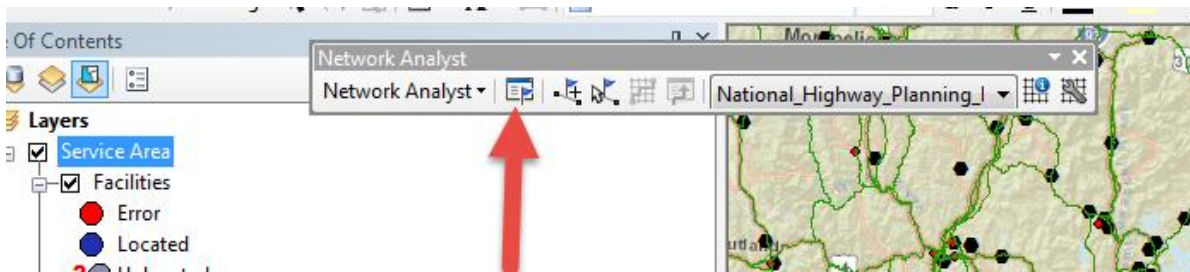 Of Contents
Network Analyst
Network Analyst
National_Highway_Planning_
Layers
Service Area
Facilities
Error
Located